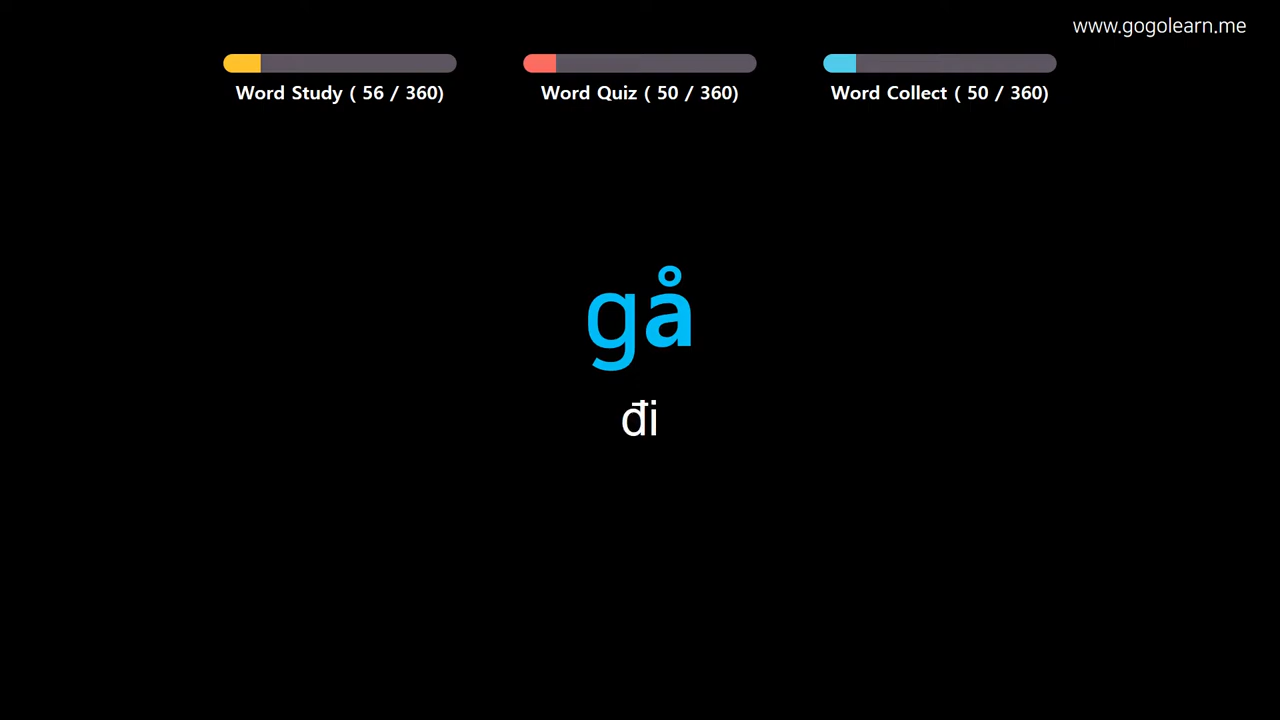 www.gogolearn.me
Word Study ( 56 / 360)
Word Quiz ( 50 / 360)
Word Collect ( 50 / 360)
gå
đi